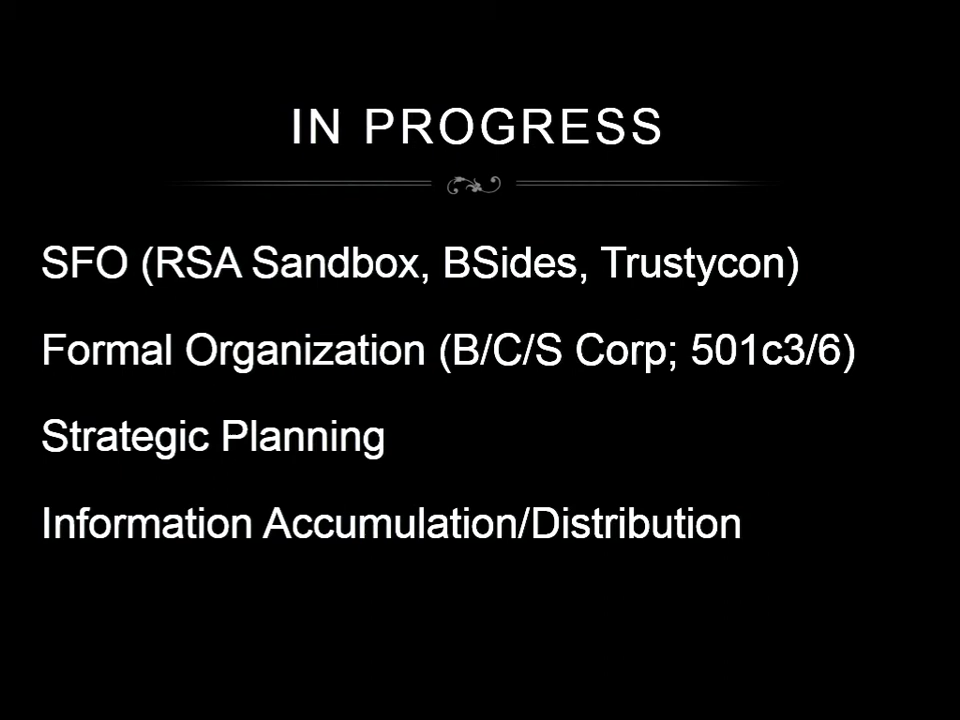 IN PROGRESS
SFO (RSA Sandbox, BSides, Trustycon)
Formal Organization (B/C/S Corp; 501c3/6)
Strategic Planning
Information Accumulation/Distribution